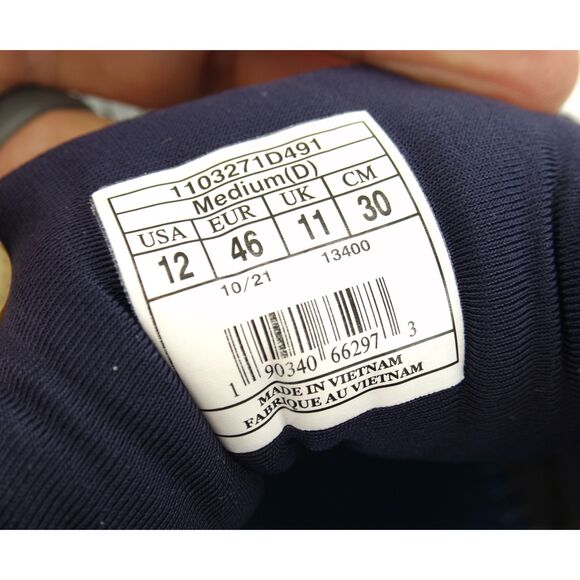 1103271D491
Medium(D)
USA EUR UK CM
12 46 11 30
10/21 13400
1 90340 66297 3
MADE IN VIETNAM
FABRIQUE AU VIETNAM